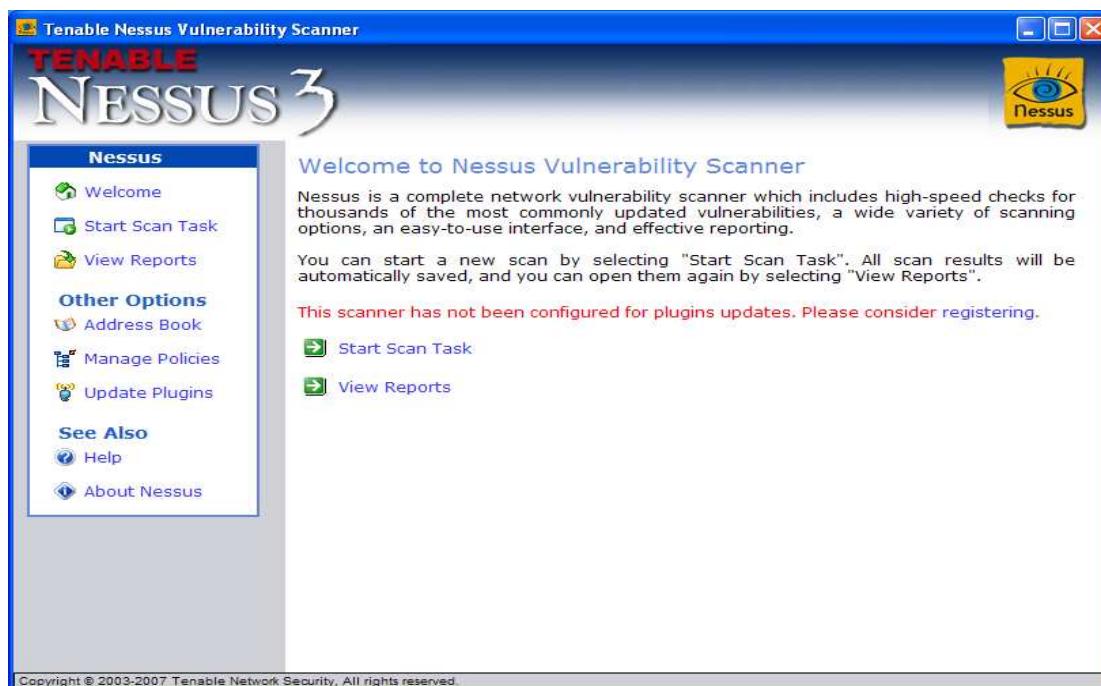 Tenable Nessus Vulnerability Scanner
TENABLE
NESSUS 3
Nessus
Nessus
Welcome
Start Scan Task
View Reports
Other Options
Address Book
Manage Policies
Update Plugins
See Also
Help
About Nessus
Welcome to Nessus Vulnerability Scanner
Nessus is a complete network vulnerability scanner which includes high-speed checks for
thousands of the most commonly updated vulnerabilities, a wide variety of scanning
options, an easy-to-use interface, and effective reporting.
You can start a new scan by selecting "Start Scan Task". All scan results will be
automatically saved, and you can open them again by selecting "View Reports".
This scanner has not been configured for plugins updates. Please consider registering.
Start Scan Task
View Reports
Copyright © 2003-2007 Tenable Network Security, All rights reserved.